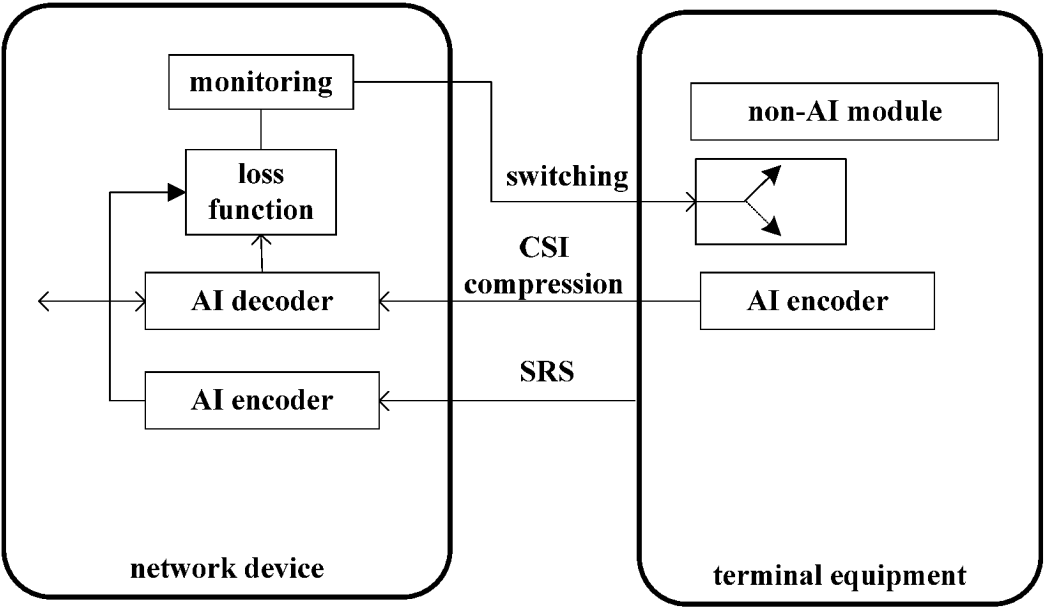 monitoring
loss
function
AI decoder
AI encoder
network device
switching
CSI
compression
SRS
non-AI module
AI encoder
terminal equipment